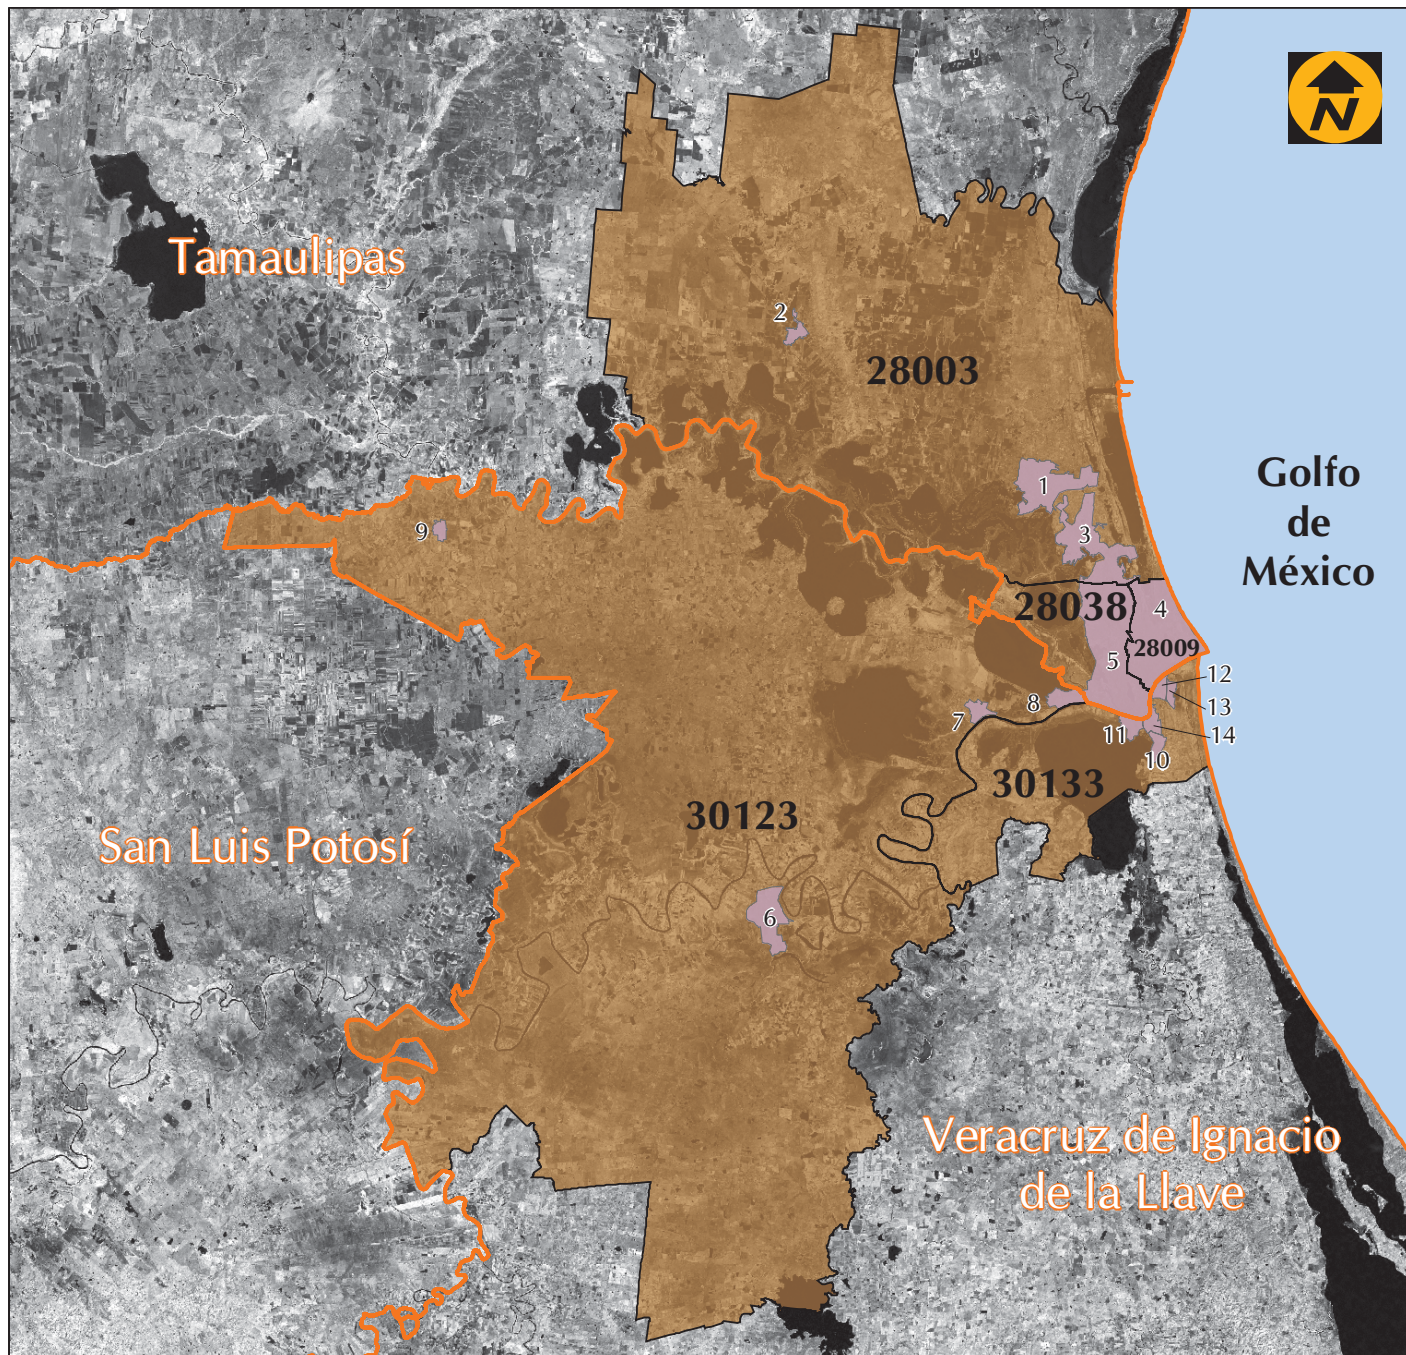 N
Tamaulipas
2
28003
Golfo
de
México
1
9
3
28038
4
28009
5
12
13
8
7
14
11
10
30133
30123
San Luis Potosí
6
Veracruz de Ignacio
de la Llave